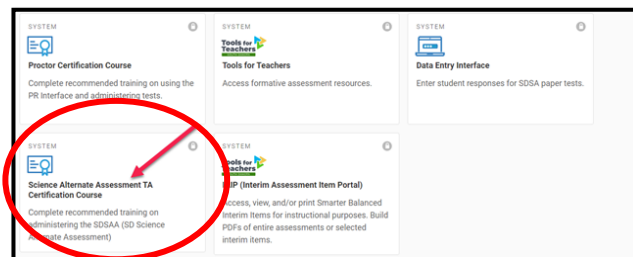 SYSTEM
Proctor Certification Course
Complete recommended training on using the
PR Interface and administering tests.
SYSTEM
Tools for
Teachers
Tools for Teachers
Access formative assessment resources.
SYSTEM
Data Entry Interface
Enter student responses for SDSA paper tests.
SYSTEM
Science Alternate Assessment TA
Certification Course
Complete recommended training on
administering the SDSAA (SD Science
Alternate Assessment)
SYSTEM
Tools for
Teachers
(Interim Assessment Item Portal)
Access, view, and/or print Smarter Balanced
Interim Items for instructional purposes. Build
PDFs of entire assessments or selected
interim items.